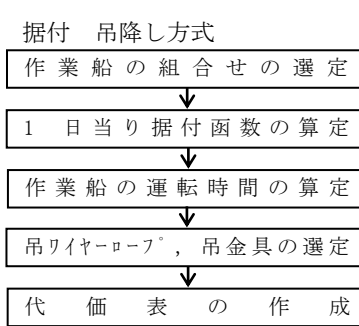 据付　吊降し方式
作業船の組合せの選定
1　日当り据付函数の算定
作業船の運転時間の算定
吊ﾜｲﾔｰﾛｰﾌﾟ，吊金具の選定
代価表の作成